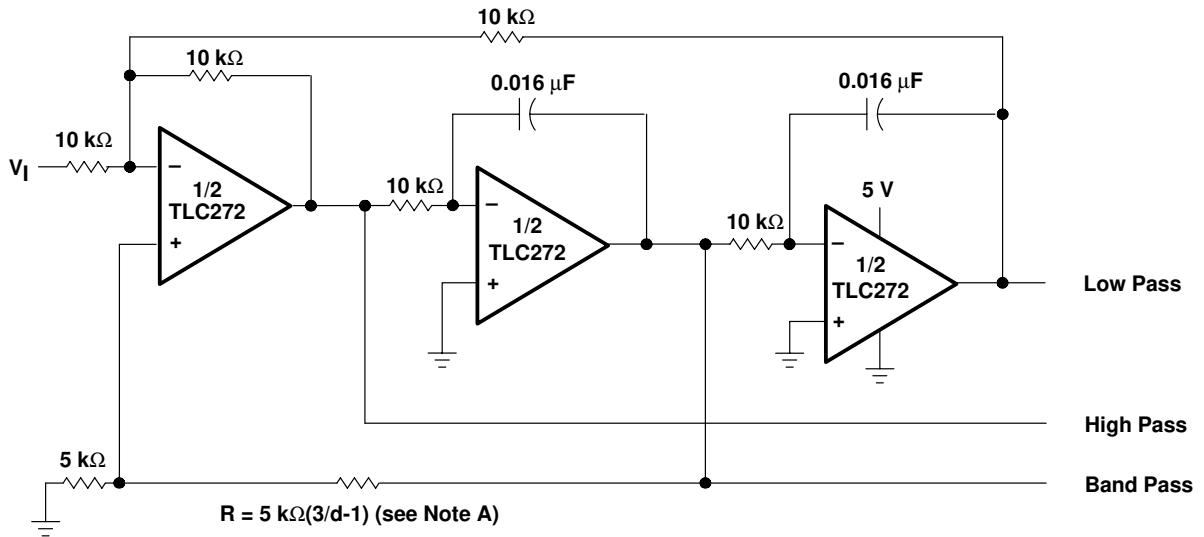 10 kΩ
10 kΩ
0.016 μF
0.016 μF
10 kΩ
VI
−
1/2
TLC272
+
10 kΩ
−
1/2
TLC272
+
5 V
10 kΩ
−
1/2
TLC272
+
Low Pass
High Pass
5 kΩ
Band Pass
R = 5 kΩ(3/d-1) (see Note A)